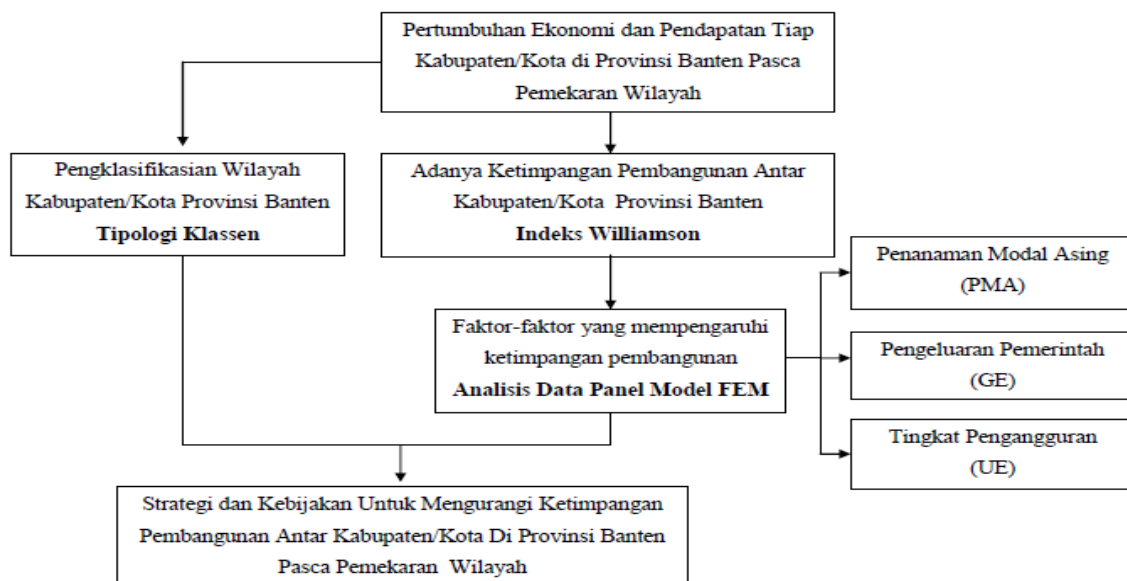 Pertumbuhan Ekonomi dan Pendapatan Tiap
Kabupaten/Kota di Provinsi Banten Pasca
Pemekaran Wilayah
Pengklasifikasian Wilayah
Kabupaten/Kota Provinsi Banten
Tipologi Klassen
Adanya Ketimpangan Pembangunan Antar
Kabupaten/Kota Provinsi Banten
Indeks Williamson
Faktor-faktor yang mempengaruhi
ketimpangan pembangunan
Analisis Data Panel Model FEM
Penanaman Modal Asing
(PMA)
Pengeluaran Pemerintah
(GE)
Tingkat Pengangguran
(UE)
Strategi dan Kebijakan Untuk Mengurangi Ketimpangan
Pembangunan Antar Kabupaten/Kota Di Provinsi Banten
Pasca Pemekaran Wilayah